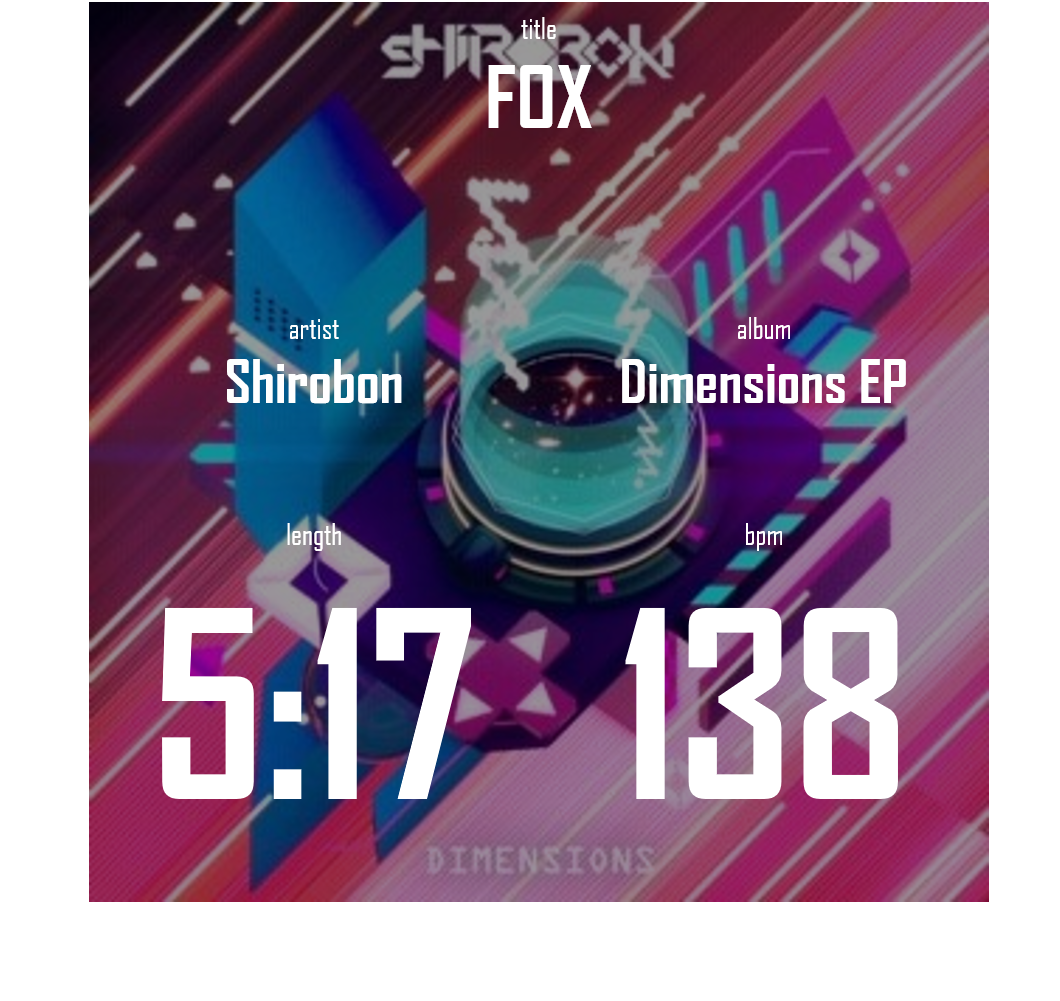 SHIROBON
title
FOX
artist
Shirobon
album
Dimensions EP
length
5:17
bpm
138
DIMENSIONS